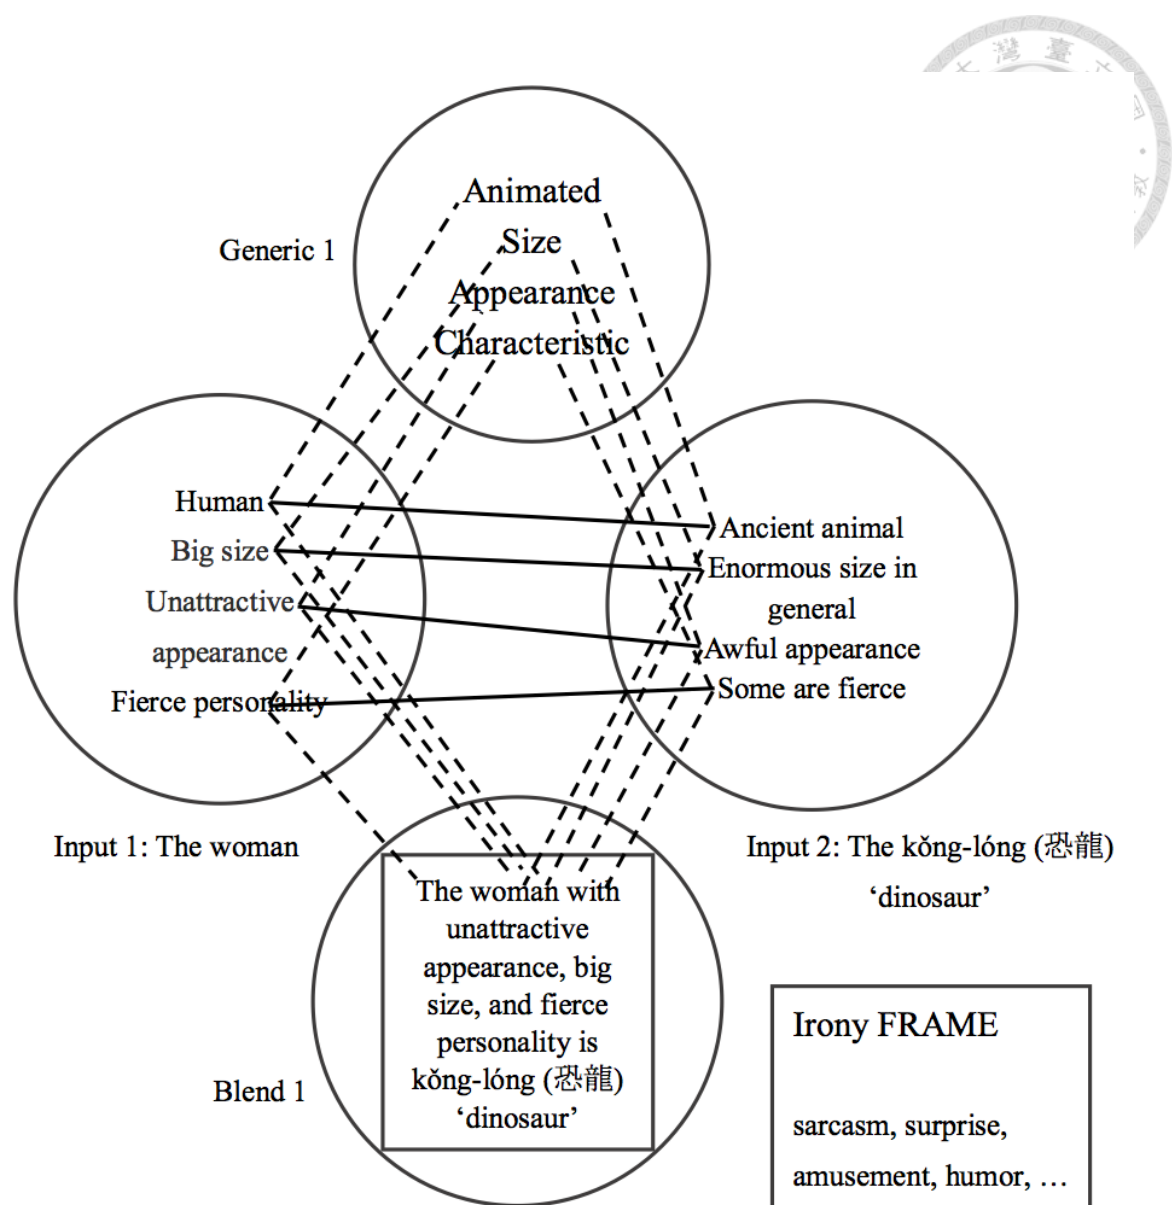 灣 臺
Animated
Generic 1
Size
Appearance
Characteristic
Human
Big size
Unattractive
appearance
Fierce personality
Ancient animal
Enormous size in
general
Awful appearance
Some are fierce
Input 1: The woman
Input 2: The kǒng-lóng (恐龍)
‘dinosaur’
The woman with
unattractive
appearance, big
size, and fierce
personality is
kǒng-lóng (恐龍)
‘dinosaur’
Blend 1
Irony FRAME
sarcasm, surprise,
amusement, humor, …